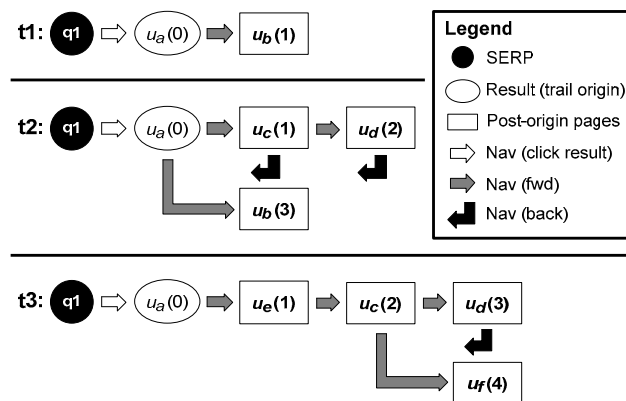 t1: q1 ua(0) ub(1)
t2: q1 ua(0) uc(1) ud(2)
ub(3)
t3: q1 ua(0) ue(1) uc(2) ud(3)
uf(4)
Legend
SERP
Result (trail origin)
Post-origin pages
Nav (click result)
Nav (fwd)
Nav (back)